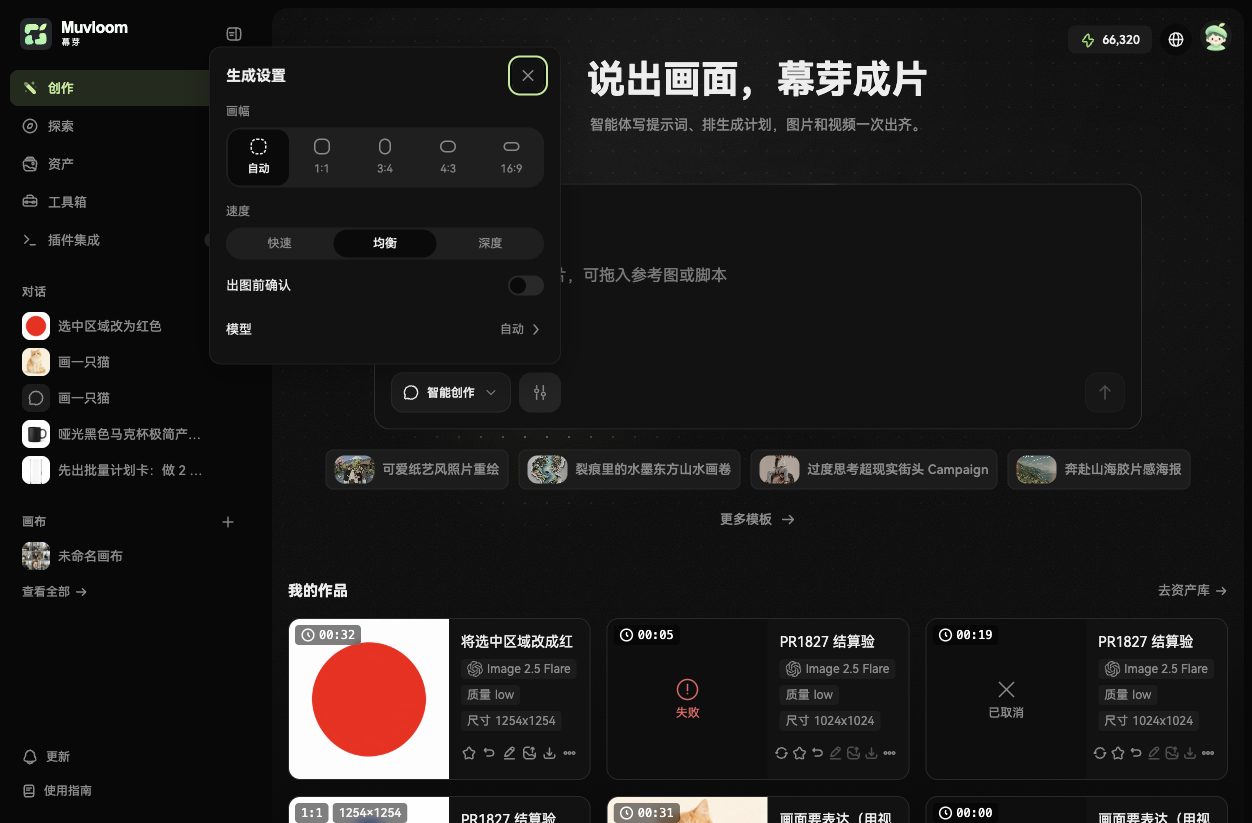 Muvloom
幕芽
66,320
创作
探索
资产
工具箱
插件集成
对话
选中区域改为红色
画一只猫
画一只猫
哑光黑色马克杯极简产...
先出批量计划卡：做 2 ...
画布
未命名画布
查看全部
更新
使用指南
生成设置
画幅
自动
1:1
3:4
4:3
16:9
速度
快速
均衡
深度
出图前确认
模型
自动
说出画面，幕芽成片
智能体写提示词、排生成计划，图片和视频一次出齐。
，可拖入参考图或脚本
智能创作
可爱纸艺风照片重绘
裂痕里的水墨东方山水画卷
过度思考超现实街头 Campaign
奔赴山海胶片感海报
更多模板
我的作品
去资产库
00:32
将选中区域改成红
Image 2.5 Flare
质量 low
尺寸 1254x1254
00:05
失败
PR1827 结算验
Image 2.5 Flare
质量 low
尺寸 1024x1024
00:19
已取消
PR1827 结算验
Image 2.5 Flare
质量 low
尺寸 1024x1024
1:1
1254×1254
PR1827 结算验
00:31
画面要表达（用视
00:00
画面要表达（用视